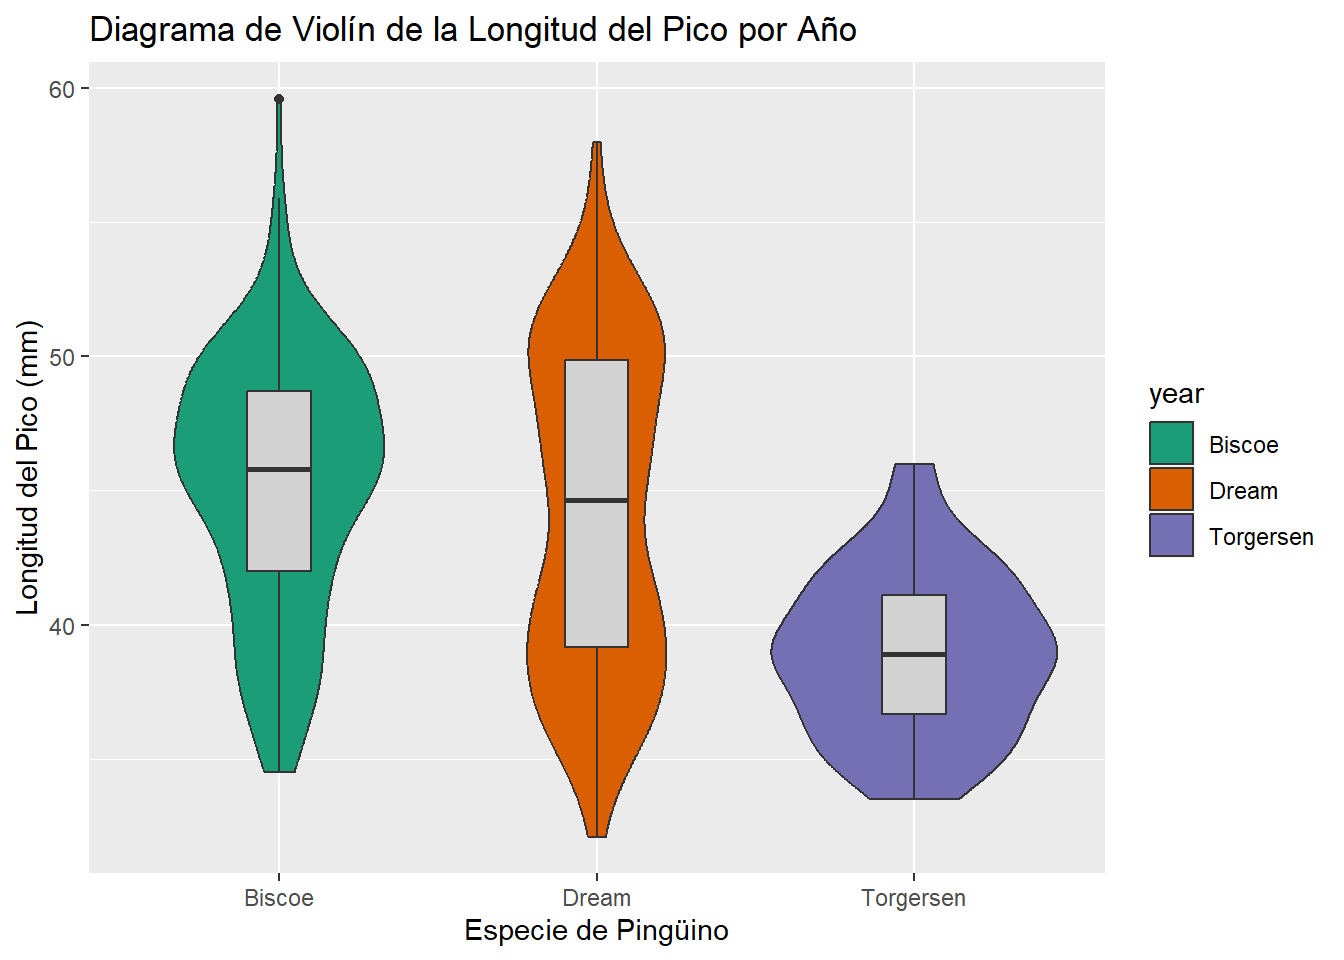 Diagrama de Violín de la Longitud del Pico por Año
Longitud del Pico (mm)
60
50
40
Biscoe
Dream
Torgersen
Especie de Pingüino
year
Biscoe
Dream
Torgersen